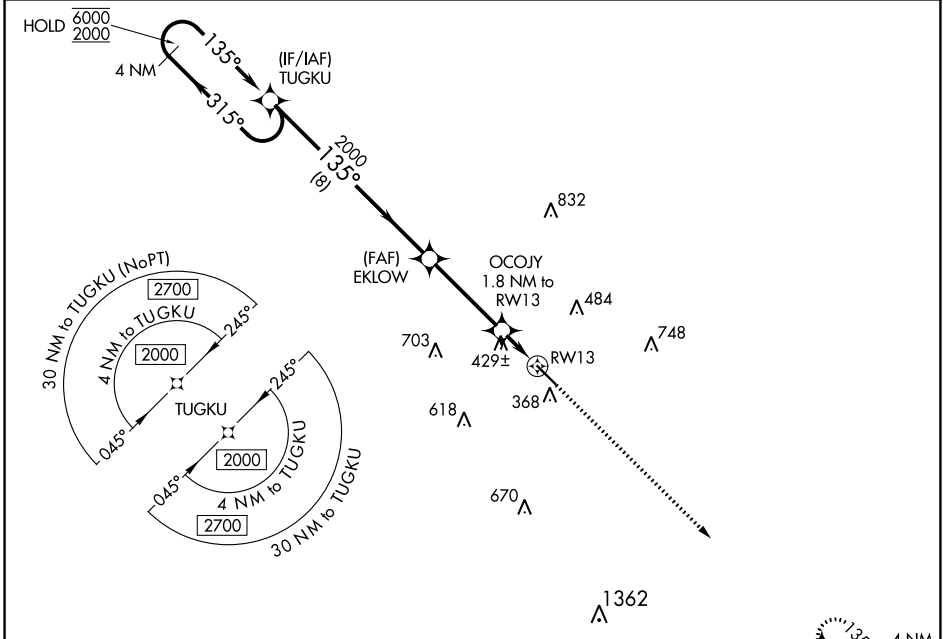 HOLD 6000
2000
4 NM
135°
315°
(IF/IAF)
TUGKU
2000
135°
(8)
832
(FAF)
EKLOW
OCOJY
1.8 NM to
RW13
484
748
703
429±
RW13
368
618
670
1362
30 NM to TUGKU (NoPT)
2700
4 NM to TUGKU
2000
245°
045°
TUGKU
245°
045°
2000
4 NM to TUGKU
2700
30 NM to TUGKU
135°
4 NM